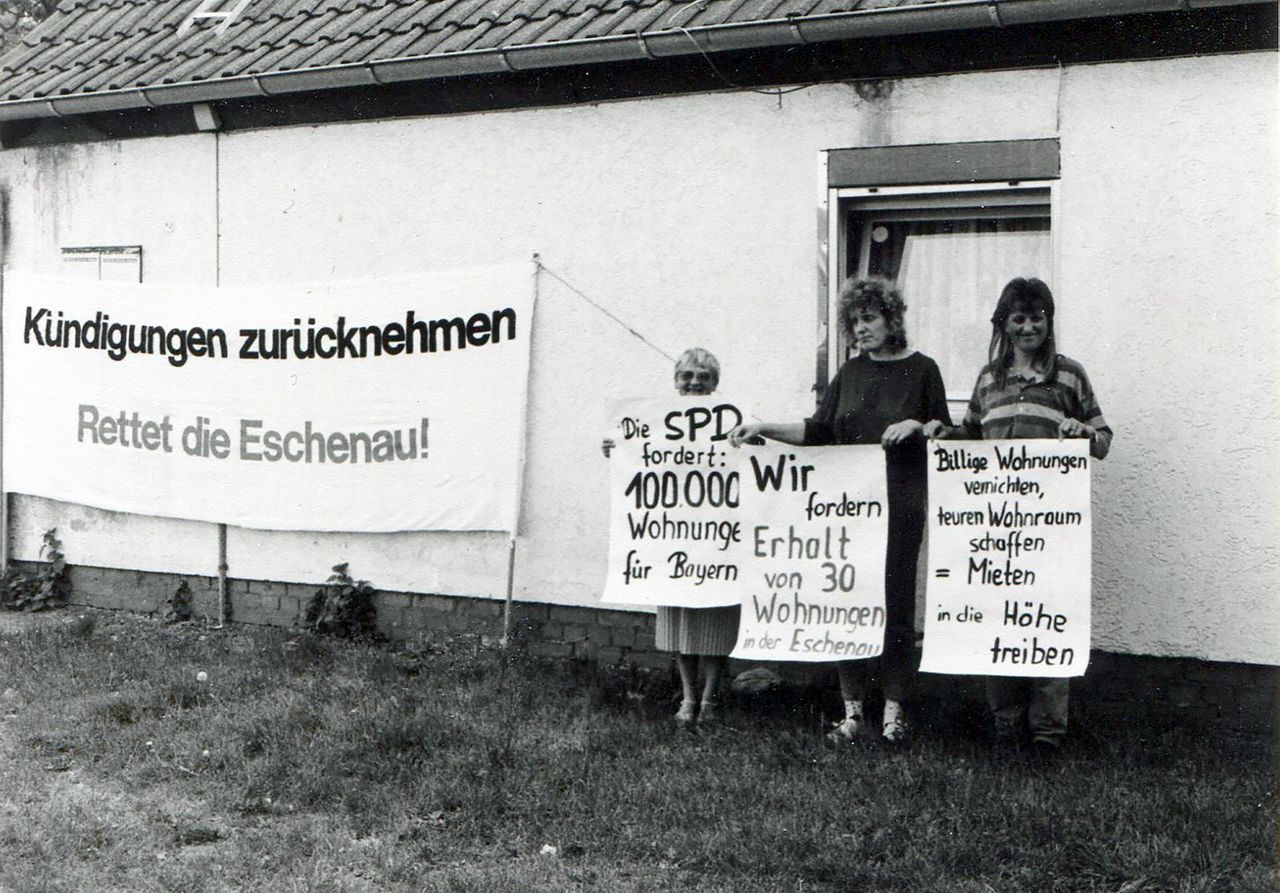 Kündigungen zurücknehmen
Rettet die Eschenau!
Die SPD
fordert:
100.000
Wohnunge
für Bayern
Wir
fordern
Erhalt
von 30
Wohnungen
in der Eschenau
Billige Wohnungen
vernichten,
teuren Wohnraum
schaffen
= Mieten
in die Höhe
treiben